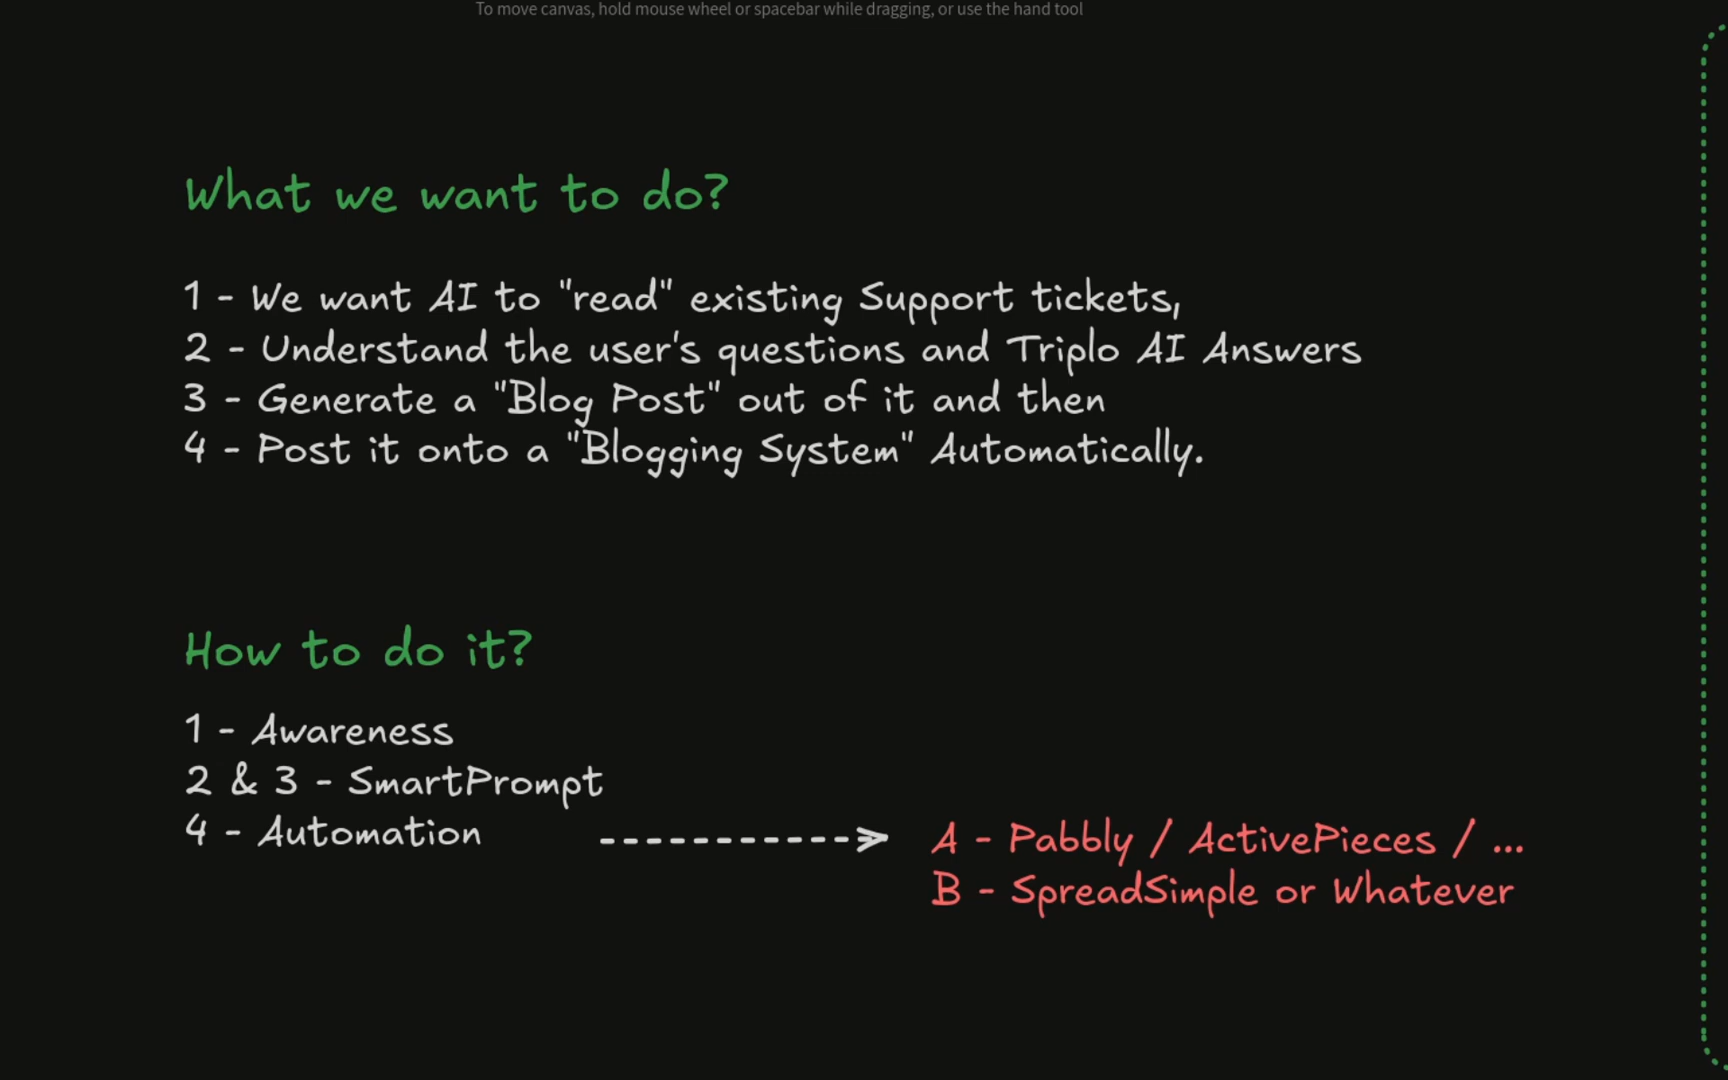 To move canvas, hold mouse wheel or spacebar while dragging, or use the hand tool
What we want to do?
1 - We want AI to "read" existing Support tickets,
2 - Understand the user's questions and Triplo AI Answers
3 - Generate a "Blog Post" out of it and then
4 - Post it onto a "Blogging System" Automatically.
How to do it?
1 - Awareness
2 & 3 - SmartPrompt
4 - Automation
A - Pabbly / ActivePieces / ...
B - SpreadSimple or Whatever